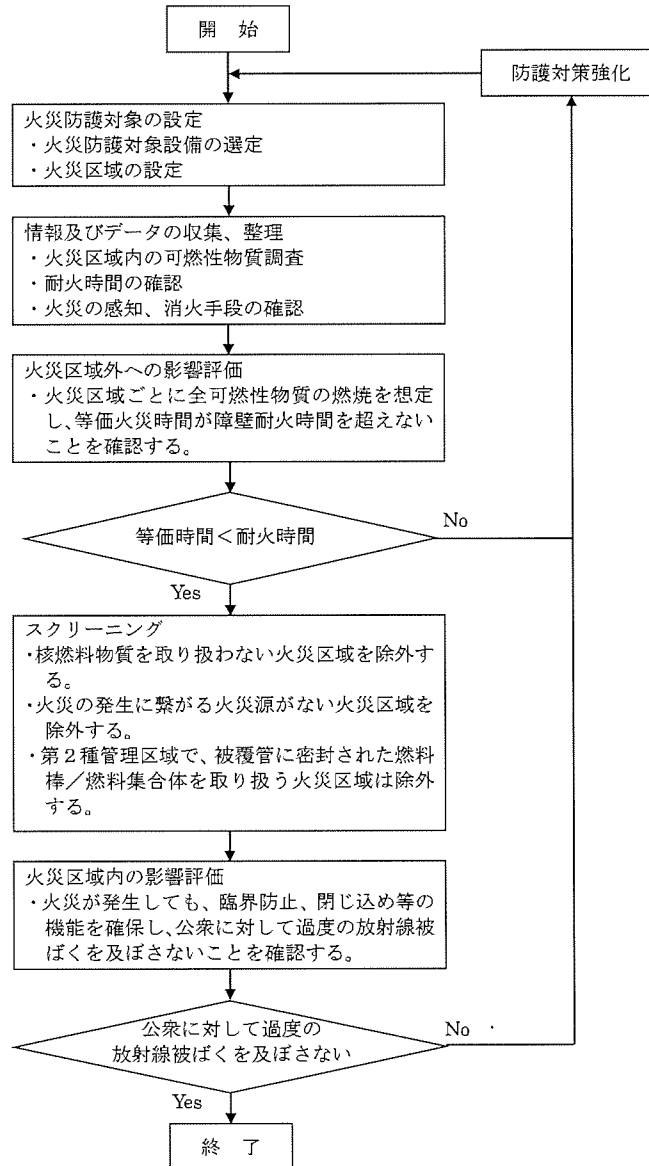 開　始
防護対策強化
火災防護対象の設定
・火災防護対象設備の選定
・火災区域の設定
情報及びデータの収集、整理
・火災区域内の可燃性物質調査
・耐火時間の確認
・火災の感知、消火手段の確認
火災区域外への影響評価
・火災区域ごとに全可燃性物質の燃焼を想定
し、等価火災時間が障壁耐火時間を超えない
ことを確認する。
等価時間＜耐火時間
No
Yes
スクリーニング
・核燃料物質を取り扱わない火災区域を除外す
る。
・火災の発生に繋がる火災源がない火災区域を
除外する。
・第２種管理区域で、被覆管に密封された燃料
棒／燃料集合体を取り扱う火災区域は除外
する。
火災区域内の影響評価
・火災が発生しても、臨界防止、閉じ込め等の
機能を確保し、公衆に対して過度の放射線被
ばくを及ぼさないことを確認する。
公衆に対して過度の
放射線被ばくを及ぼさない
No
Yes
終　了